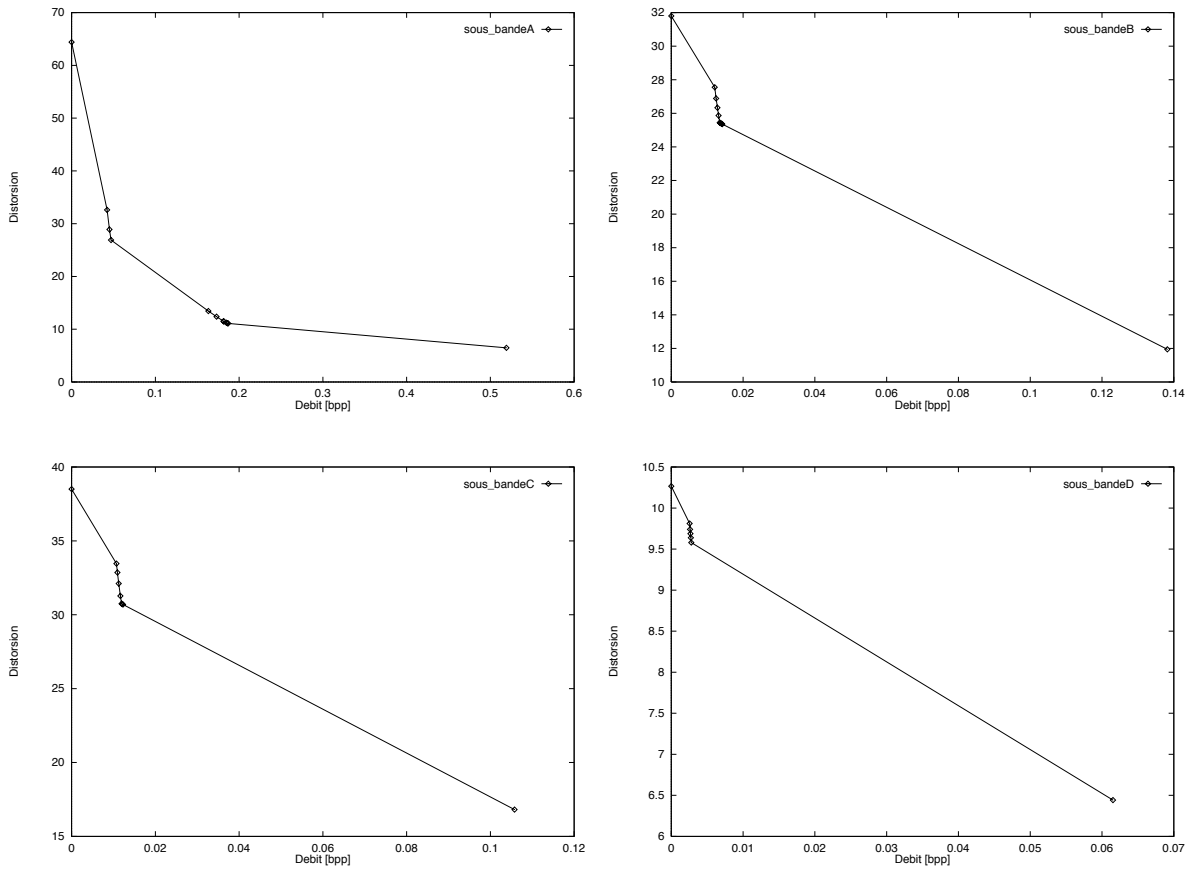 70
60
50
40
30
20
10
0
0 0.1 0.2 0.3 0.4 0.5 0.6
Distorsion
Debit [bpp]
sous_bandeA
32
30
28
26
24
22
20
18
16
14
12
10
0 0.02 0.04 0.06 0.08 0.1 0.12 0.14
Distorsion
Debit [bpp]
sous_bandeB
40
35
30
25
20
15
0 0.02 0.04 0.06 0.08 0.1 0.12
Distorsion
Debit [bpp]
sous_bandeC
10.5
10
9.5
9
8.5
8
7.5
7
6.5
6
0 0.01 0.02 0.03 0.04 0.05 0.06 0.07
Distorsion
Debit [bpp]
sous_bandeD